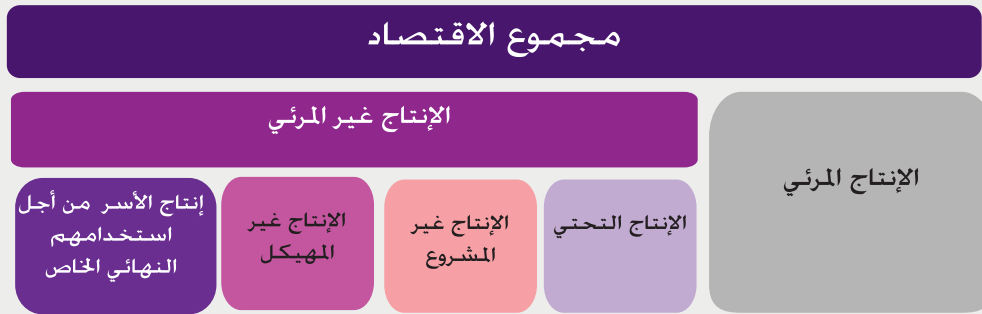 مجموع الاقتصاد
الإنتاج المرئي
الإنتاج غير المرئي
الإنتاج التحتي
الإنتاج غير
المشروع
الإنتاج غير
المهيكل
إنتاج الأسر من أجل
استخدامهم
النهائي الخاص